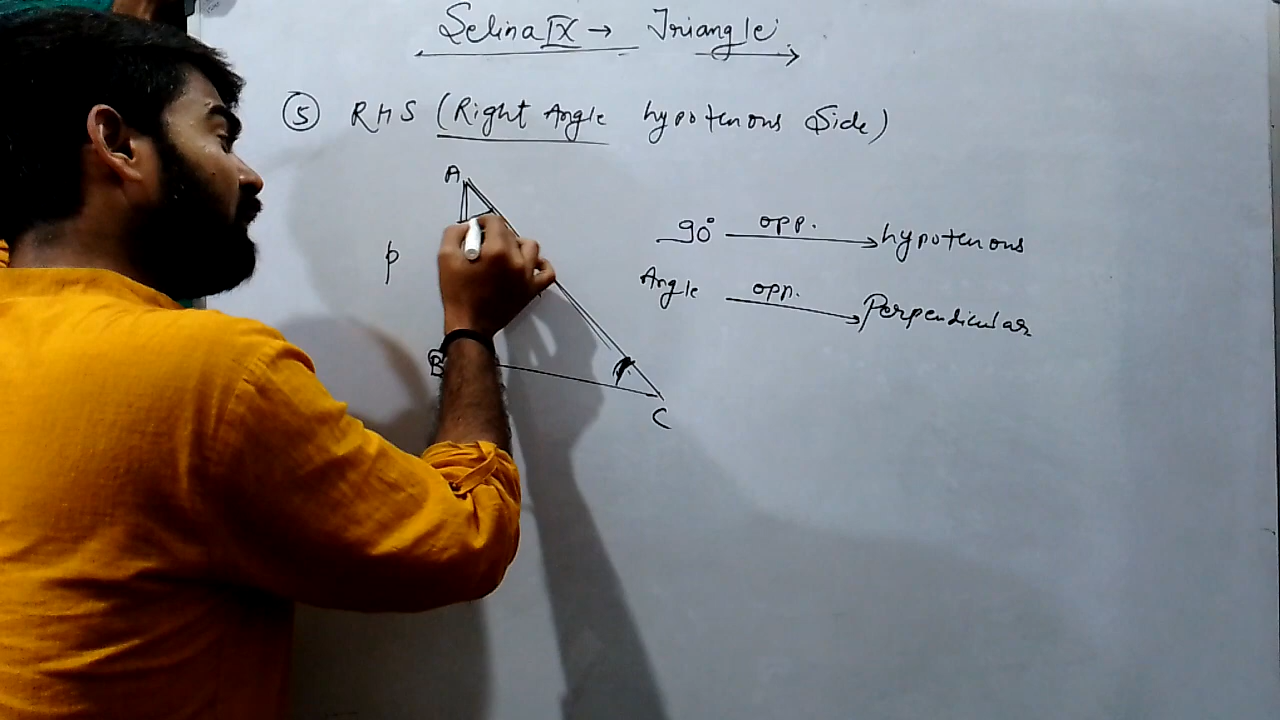 Selina IX → Triangle
⑤ RHS (Right Angle hypotenous Side)
A
90° opp. hypotenous
p
Angle opp. Perpendicular
B
C